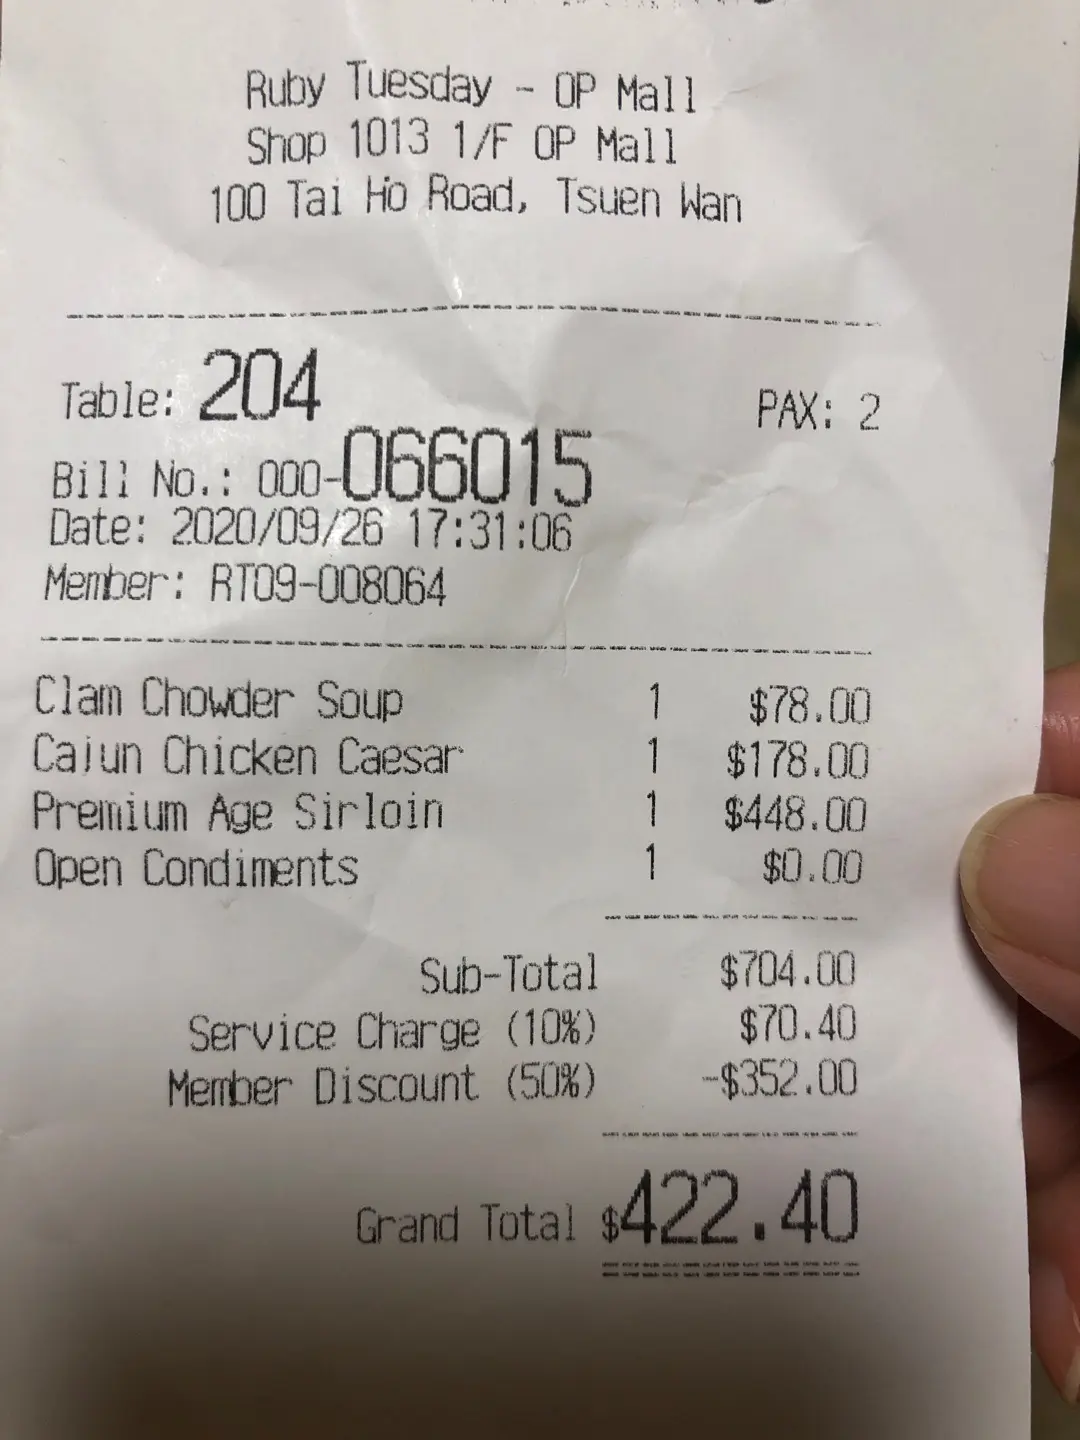 Ruby Tuesday - OP Mall
Shop 1013 1/F OP Mall
100 Tai Ho Road, Tsuen Wan
Table: 204 PAX: 2
Bill No.: 000-066015
Date: 2020/09/26 17:31:06
Member: RT09-008064
Clam Chowder Soup 1 $78.00
Cajun Chicken Caesar 1 $178.00
Premium Age Sirloin 1 $448.00
Open Condiments 1 $0.00
Sub-Total $704.00
Service Charge (10%) $70.40
Member Discount (50%) -$352.00
Grand Total $422.40